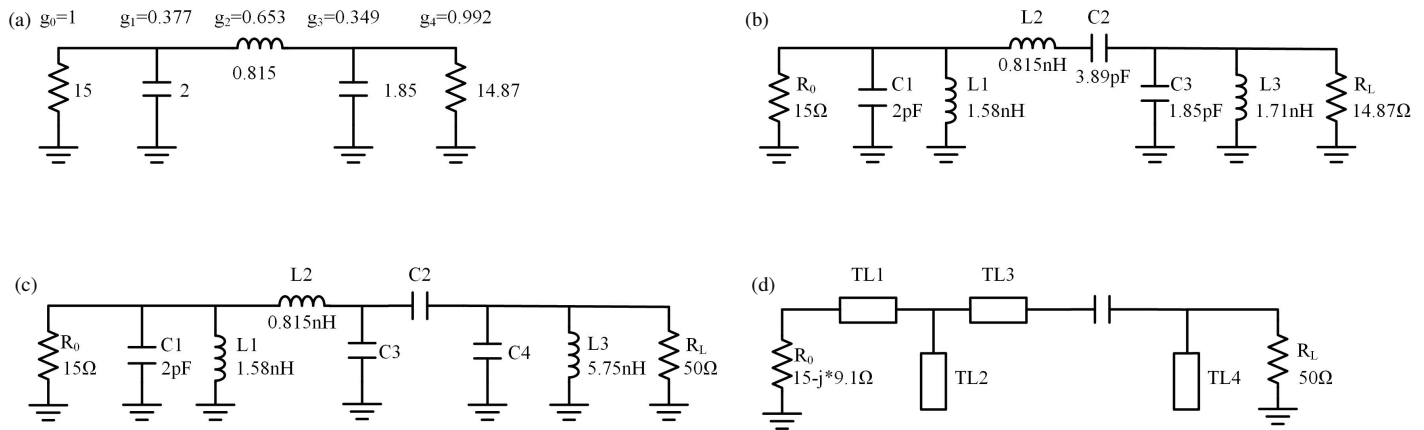 (a) g₀=1 g₁=0.377 g₂=0.653 g₃=0.349 g₄=0.992
15
2
0.815
1.85
14.87
(b)
R₀
15Ω
C1
2pF
L1
1.58nH
L2
0.815nH
C2
3.89pF
C3
1.85pF
L3
1.71nH
R_L
14.87Ω
(c)
R₀
15Ω
C1
2pF
L1
1.58nH
L2
0.815nH
C3
C2
C4
L3
5.75nH
R_L
50Ω
(d)
R₀
15-j*9.1Ω
TL1
TL2
TL3
TL4
R_L
50Ω